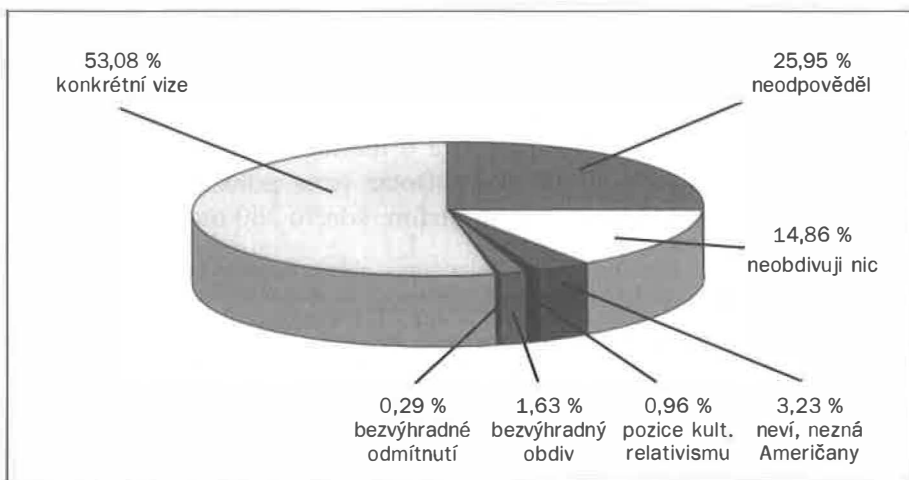 53,08 %
konkrétní vize
25,95 %
neodpověděl
14,86 %
neobdivuji nic
0,29 %
bezvýhradné
odmítnutí
1,63 %
bezvýhradný
obdiv
0,96 %
pozice kult.
relativismu
3,23 %
neví, nezná
Američany